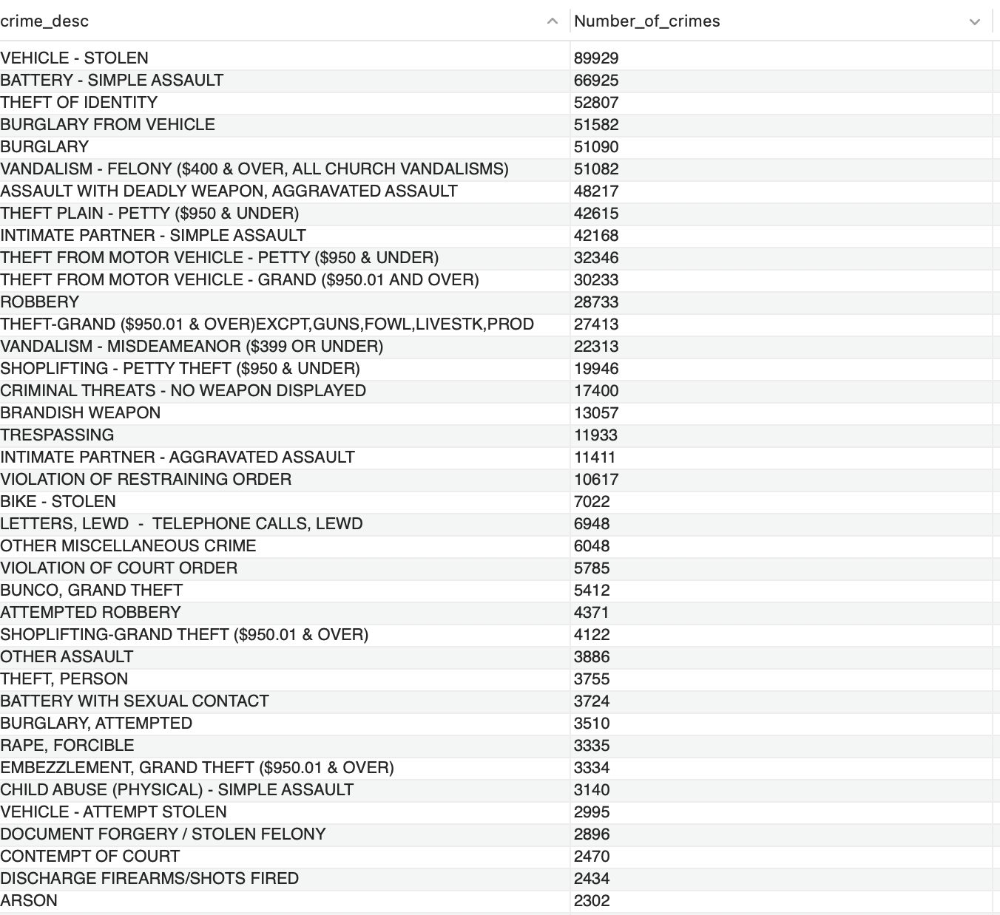 crime_desc Number_of_crimes
VEHICLE - STOLEN 89929
BATTERY - SIMPLE ASSAULT 66925
THEFT OF IDENTITY 52807
BURGLARY FROM VEHICLE 51582
BURGLARY 51090
VANDALISM - FELONY ($400 & OVER, ALL CHURCH VANDALISMS) 51082
ASSAULT WITH DEADLY WEAPON, AGGRAVATED ASSAULT 48217
THEFT PLAIN - PETTY ($950 & UNDER) 42615
INTIMATE PARTNER - SIMPLE ASSAULT 42168
THEFT FROM MOTOR VEHICLE - PETTY ($950 & UNDER) 32346
THEFT FROM MOTOR VEHICLE - GRAND ($950.01 AND OVER) 30233
ROBBERY 28733
THEFT-GRAND ($950.01 & OVER)EXCPT,GUNS,FOWL,LIVESTK,PROD 27413
VANDALISM - MISDEAMEANOR ($399 OR UNDER) 22313
SHOPLIFTING - PETTY THEFT ($950 & UNDER) 19946
CRIMINAL THREATS - NO WEAPON DISPLAYED 17400
BRANDISH WEAPON 13057
TRESPASSING 11933
INTIMATE PARTNER - AGGRAVATED ASSAULT 11411
VIOLATION OF RESTRAINING ORDER 10617
BIKE - STOLEN 7022
LETTERS, LEWD  -  TELEPHONE CALLS, LEWD 6948
OTHER MISCELLANEOUS CRIME 6048
VIOLATION OF COURT ORDER 5785
BUNCO, GRAND THEFT 5412
ATTEMPTED ROBBERY 4371
SHOPLIFTING-GRAND THEFT ($950.01 & OVER) 4122
OTHER ASSAULT 3886
THEFT, PERSON 3755
BATTERY WITH SEXUAL CONTACT 3724
BURGLARY, ATTEMPTED 3510
RAPE, FORCIBLE 3335
EMBEZZLEMENT, GRAND THEFT ($950.01 & OVER) 3334
CHILD ABUSE (PHYSICAL) - SIMPLE ASSAULT 3140
VEHICLE - ATTEMPT STOLEN 2995
DOCUMENT FORGERY / STOLEN FELONY 2896
CONTEMPT OF COURT 2470
DISCHARGE FIREARMS/SHOTS FIRED 2434
ARSON 2302